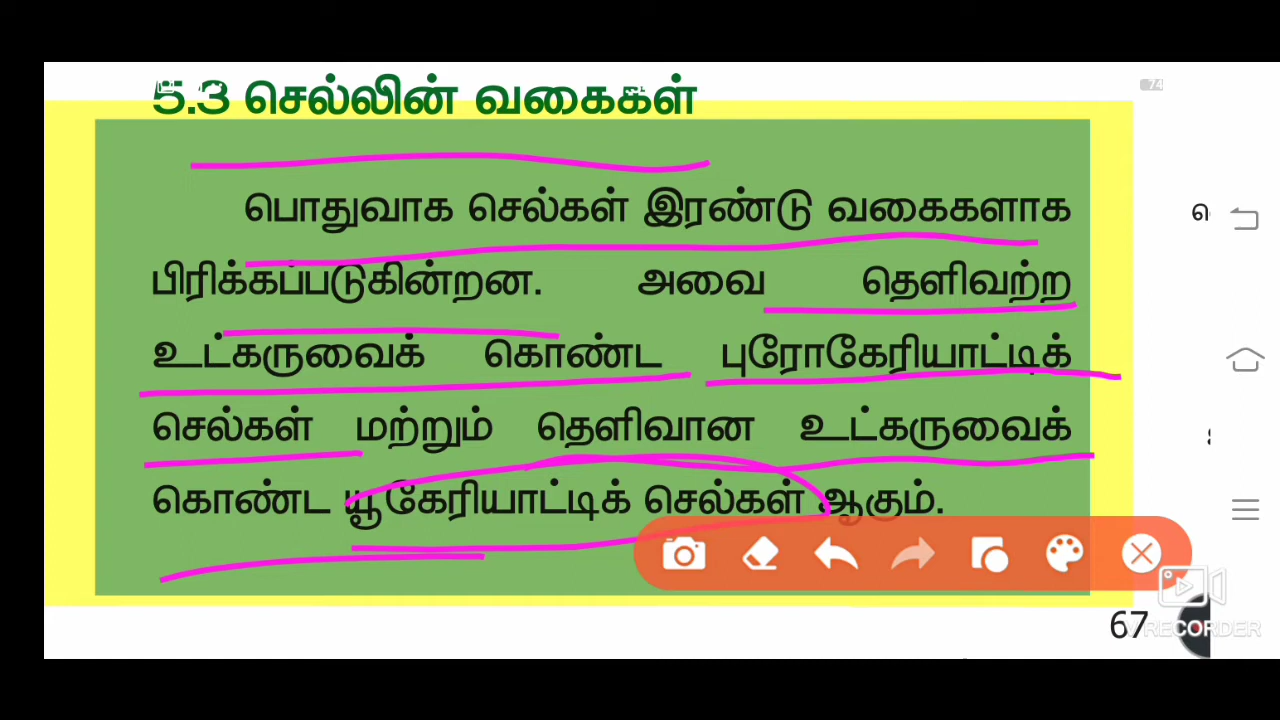 5.3 செல்லின் வகைகள்
74
பொதுவாக செல்கள் இரண்டு வகைகளாக
பிரிக்கப்படுகின்றன. அவை தெளிவற்ற
உட்கருவைக் கொண்ட புரோகேரியாட்டிக்
செல்கள் மற்றும் தெளிவான உட்கருவைக்
கொண்ட யூகேரியாட்டிக் செல்கள் ஆகும்.
67
RECORDER